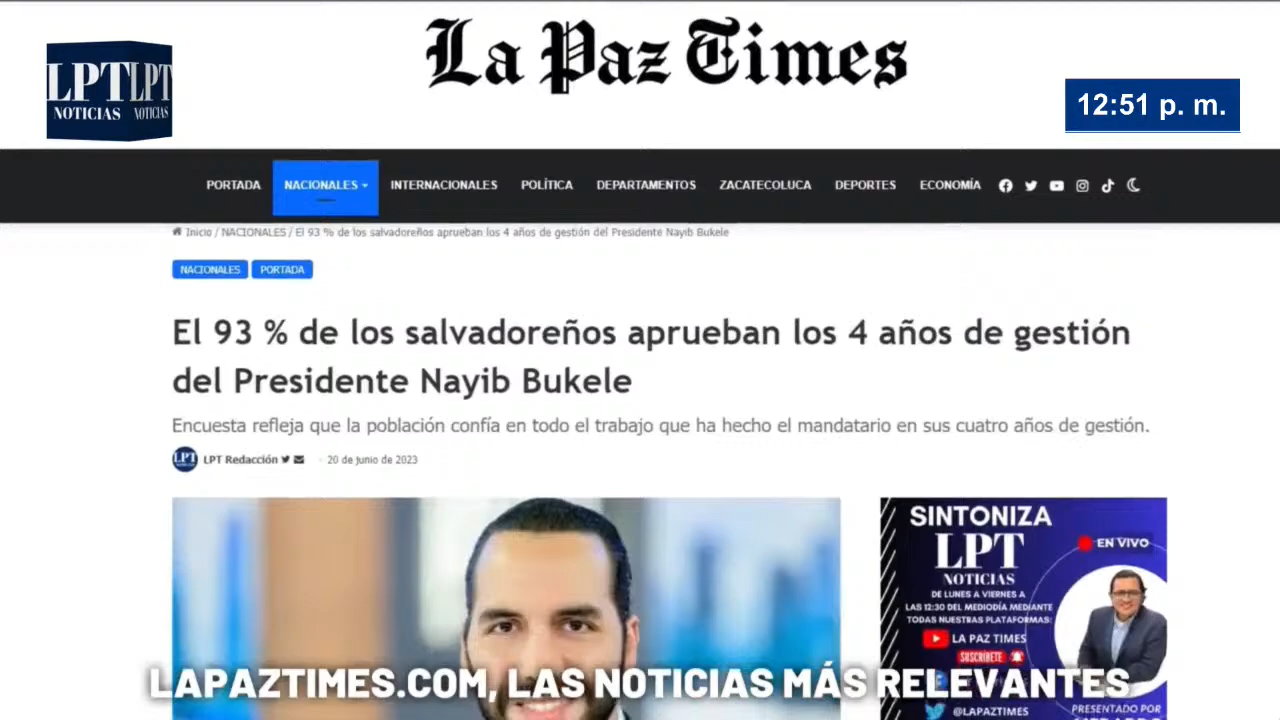 La Paz Times
LPT LPT
NOTICIAS NOTICIAS
12:51 p. m.
PORTADA NACIONALES INTERNACIONALES POLÍTICA DEPARTAMENTOS ZACATECOLUCA DEPORTES ECONOMÍA
Inicio / NACIONALES / El 93 % de los salvadoreños aprueban los 4 años de gestión del Presidente Nayib Bukele
NACIONALES PORTADA
El 93 % de los salvadoreños aprueban los 4 años de gestión
del Presidente Nayib Bukele
Encuesta refleja que la población confía en todo el trabajo que ha hecho el mandatario en sus cuatro años de gestión.
LPT LPT Redacción 20 de junio de 2023
SINTONIZA
LPT
NOTICIAS
EN VIVO
DE LUNES A VIERNES A
LAS 12:30 DEL MEDIODÍA MEDIANTE
TODAS NUESTRAS PLATAFORMAS:
LA PAZ TIMES
SUSCRÍBETE
@LAPAZTIMES
PRESENTADO POR
LAPAZTIMES.COM, LAS NOTICIAS MÁS RELEVANTES